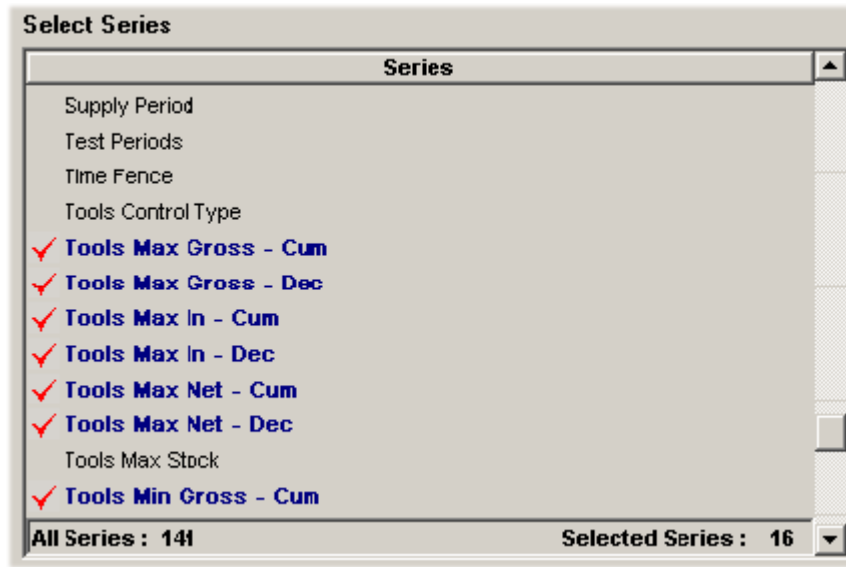 Select Series
Series
Supply Period
Test Periods
Time Fence
Tools Control Type
Tools Max Gross - Cum
Tools Max Gross - Dec
Tools Max In - Cum
Tools Max In - Dec
Tools Max Net - Cum
Tools Max Net - Dec
Tools Max Stock
Tools Min Gross - Cum
All Series : 141 Selected Series : 16